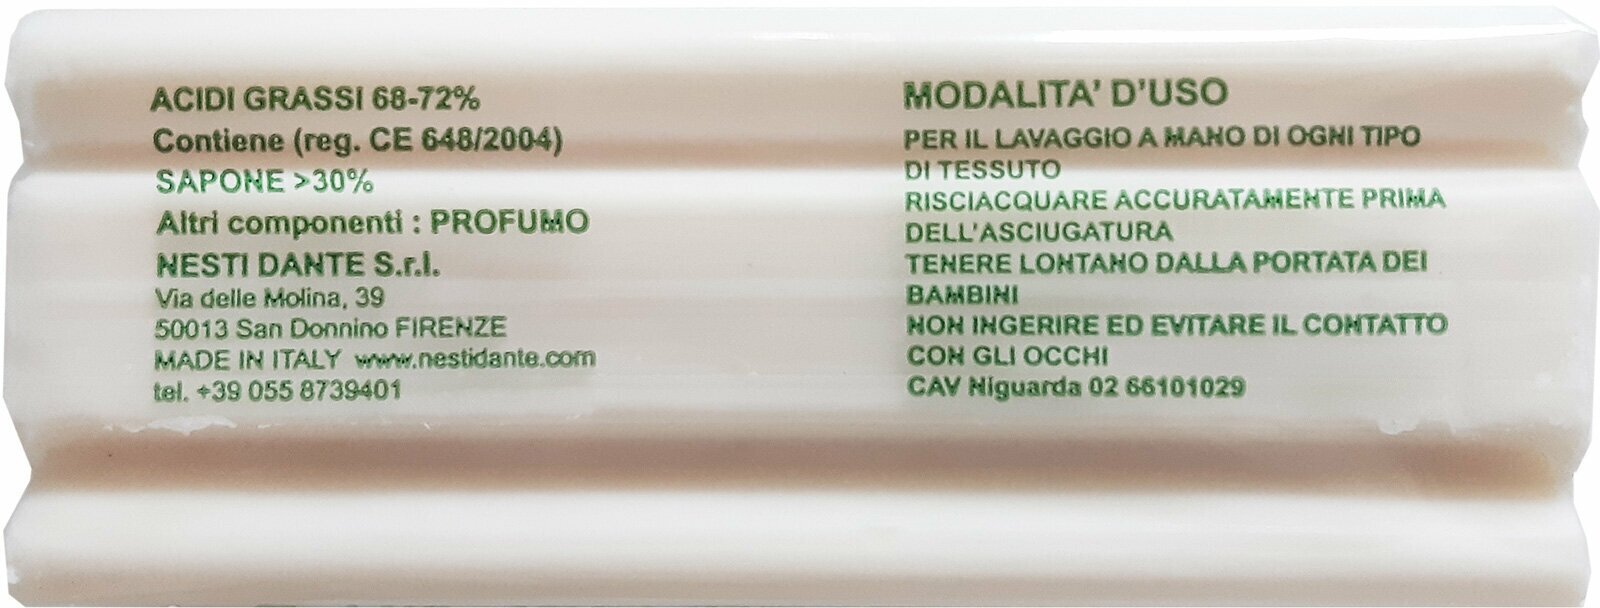 ACIDI GRASSI 68-72%
Contiene (reg. CE 648/2004)
SAPONE >30%
Altri componenti : PROFUMO
NESTI DANTE S.r.l.
Via delle Molina, 39
50013 San Donnino FIRENZE
MADE IN ITALY www.nestidante.com
tel. +39 055 8739401
MODALITA' D'USO
PER IL LAVAGGIO A MANO DI OGNI TIPO
DI TESSUTO
RISCIACQUARE ACCURATAMENTE PRIMA
DELL'ASCIUGATURA
TENERE LONTANO DALLA PORTATA DEI
BAMBINI
NON INGERIRE ED EVITARE IL CONTATTO
CON GLI OCCHI
CAV Niguarda 02 66101029